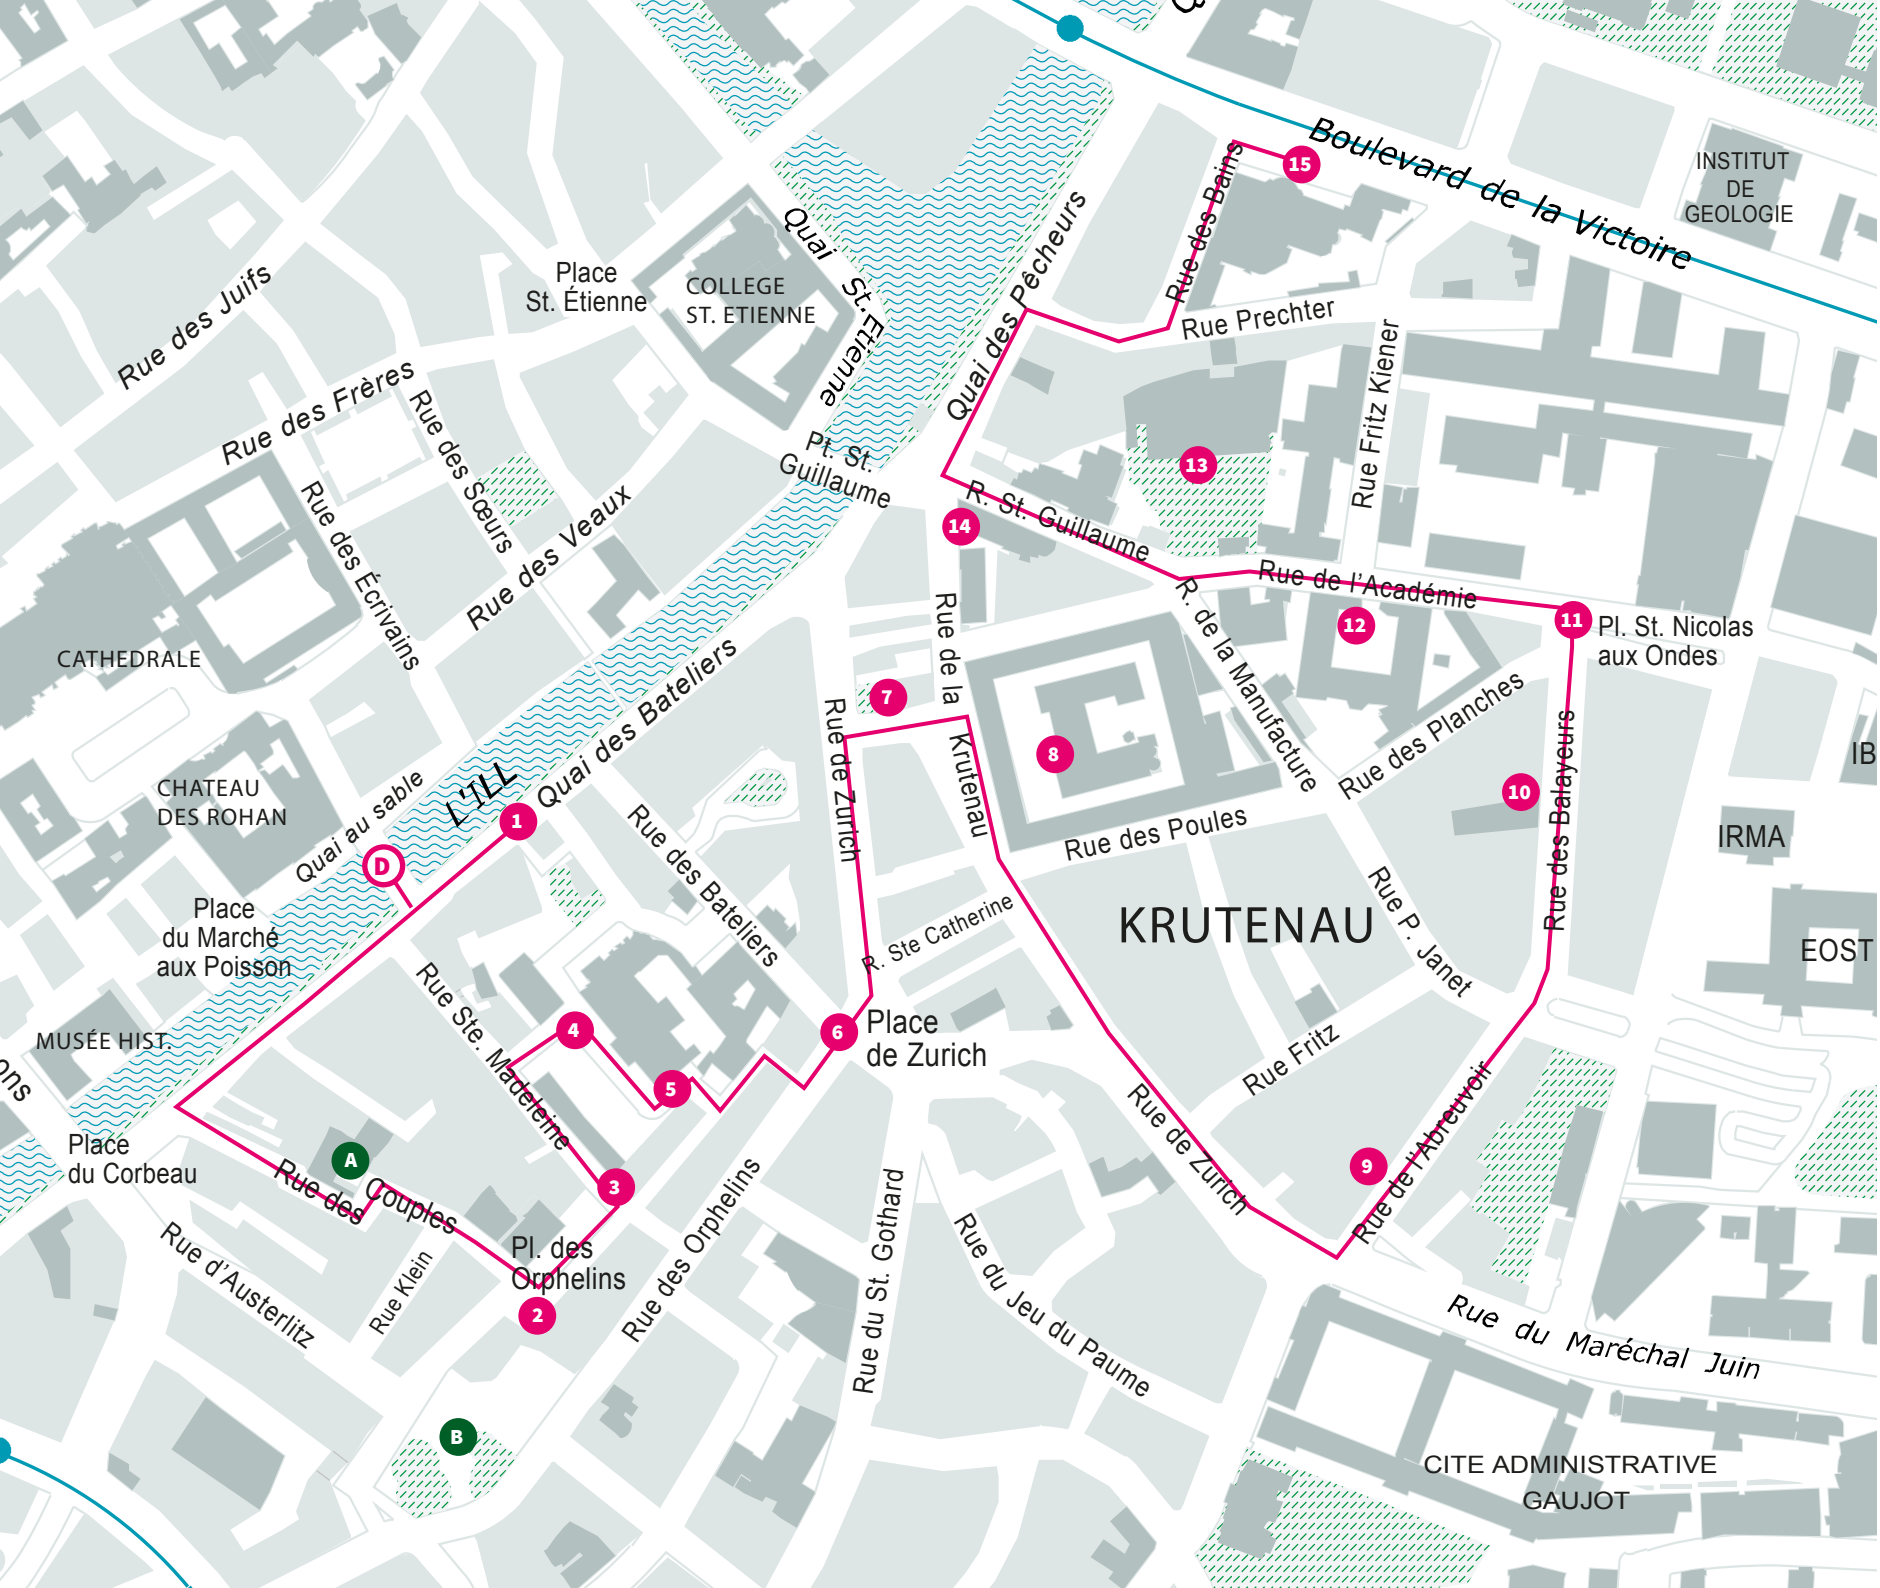 Boulevard de la Victoire
15
INSTITUT
DE
GEOLOGIE
Rue des Bains
Quai des Pêcheurs
Quai St. Etienne
Place
St. Étienne
COLLEGE
ST. ETIENNE
Rue des Juifs
Rue Prechter
Rue Fritz Kiener
Rue des Frères
Rue des Sœurs
Pt. St.
Guillaume
13
14
R. St. Guillaume
Rue des Écrivains
Rue des Veaux
Rue de l'Académie
R. de la Manufacture
12
11
Pl. St. Nicolas
aux Ondes
CATHEDRALE
Rue de la Krutenau
7
8
Rue de Zurich
Quai des Bateliers
Rue des Planches
Rue des Balayeurs
10
IB
CHATEAU
DES ROHAN
Quai au sable
L'ILL
1
D
Rue des Poules
IRMA
Rue des Bateliers
Rue P. Janet
KRUTENAU
Place
du Marché
aux Poisson
R. Ste Catherine
EOST
MUSÉE HIST.
Rue Ste. Madeleine
4
5
6
Place
de Zurich
Rue Fritz
ons
Place
du Corbeau
A
Rue des Couples
3
Rue de Zurich
9
Rue de l'Abreuvoir
Rue d'Austerlitz
Rue Klein
Pl. des
Orphelins
2
Rue des Orphelins
Rue du St. Gothard
Rue du Jeu du Paume
Rue du Maréchal Juin
B
CITE ADMINISTRATIVE
GAUJOT